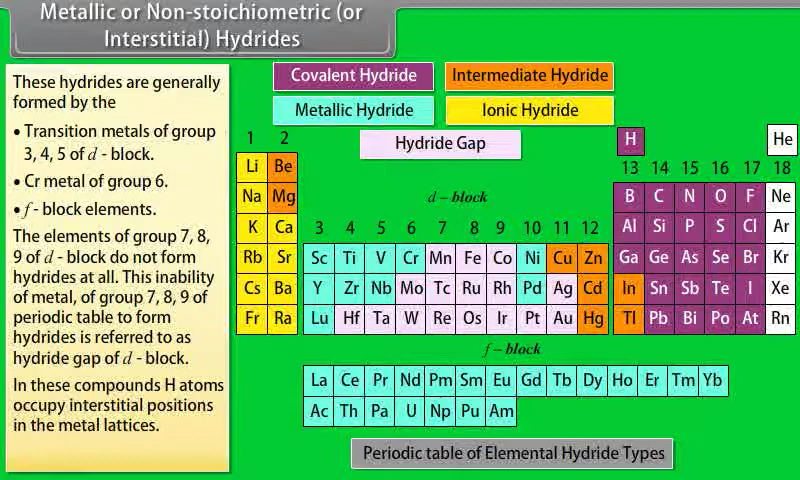 Metallic or Non-stoichiometric (or
Interstitial) Hydrides
These hydrides are generally
formed by the
• Transition metals of group
3, 4, 5 of d - block.
• Cr metal of group 6.
• f - block elements.
The elements of group 7, 8,
9 of d - block do not form
hydrides at all. This inability
of metal, of group 7, 8, 9 of
periodic table to form
hydrides is referred to as
hydride gap of d - block.
In these compounds H atoms
occupy interstitial positions
in the metal lattices.
Covalent Hydride Intermediate Hydride
Metallic Hydride Ionic Hydride
Hydride Gap
1 2 H He
13 14 15 16 17 18
Li Be B C N O F Ne
Na Mg d – block Al Si P S Cl Ar
3 4 5 6 7 8 9 10 11 12
K Ca Sc Ti V Cr Mn Fe Co Ni Cu Zn Ga Ge As Se Br Kr
Rb Sr Y Zr Nb Mo Tc Ru Rh Pd Ag Cd In Sn Sb Te I Xe
Cs Ba Lu Hf Ta W Re Os Ir Pt Au Hg Tl Pb Bi Po At Rn
Fr Ra
f – block
La Ce Pr Nd Pm Sm Eu Gd Tb Dy Ho Er Tm Yb
Ac Th Pa U Np Pu Am
Periodic table of Elemental Hydride Types